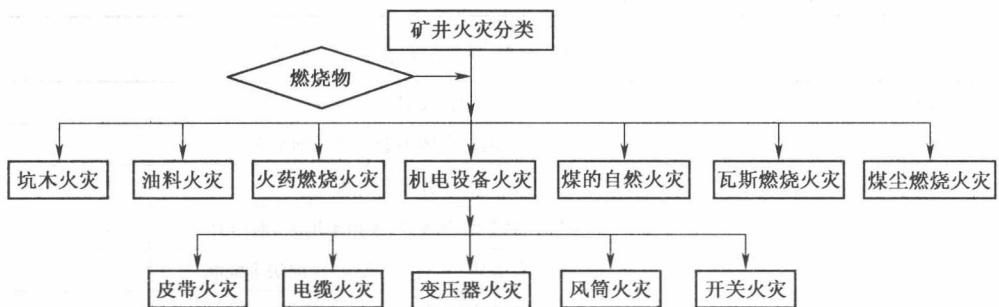 矿井火灾分类
燃烧物
坑木火灾
油料火灾
火药燃烧火灾
机电设备火灾
煤的自然火灾
瓦斯燃烧火灾
煤尘燃烧火灾
皮带火灾
电缆火灾
变压器火灾
风筒火灾
开关火灾